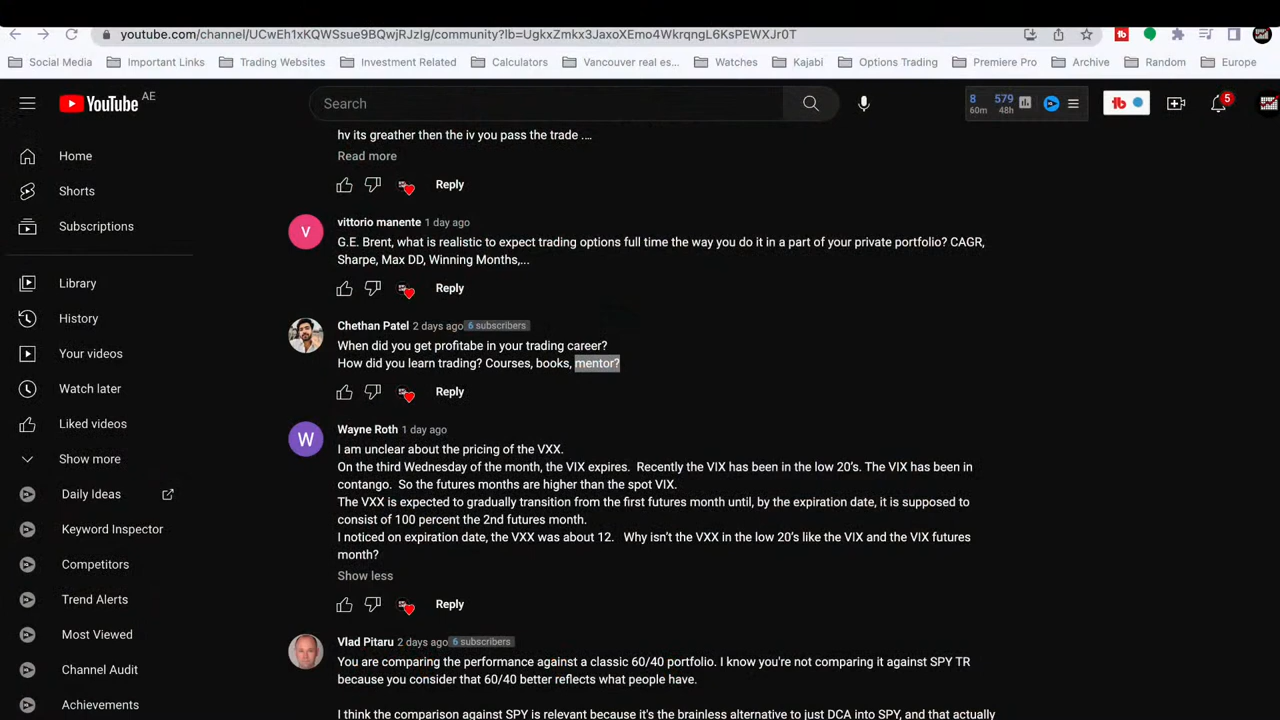 youtube.com/channel/UCwEh1xKQWSsue9BQwjRJzIg/community?lb=UgkxZmkx3JaxoXEmo4WkrqngL6KsPEWXJr0T
Social Media
Important Links
Trading Websites
Investment Related
Calculators
Vancouver real es...
Watches
Kajabi
Options Trading
Premiere Pro
Archive
Random
Europe
YouTube
AE
Search
8
60m
579
48h
5
Home
Shorts
Subscriptions
Library
History
Your videos
Watch later
Liked videos
Show more
Daily Ideas
Keyword Inspector
Competitors
Trend Alerts
Most Viewed
Channel Audit
Achievements
hv its greather then the iv you pass the trade ...
Read more
Reply
V
vittorio manente 1 day ago
G.E. Brent, what is realistic to expect trading options full time the way you do it in a part of your private portfolio? CAGR,
Sharpe, Max DD, Winning Months,...
Reply
Chethan Patel 2 days ago 6 subscribers
When did you get profitabe in your trading career?
How did you learn trading? Courses, books, mentor?
Reply
W
Wayne Roth 1 day ago
I am unclear about the pricing of the VXX.
On the third Wednesday of the month, the VIX expires. Recently the VIX has been in the low 20's. The VIX has been in
contango. So the futures months are higher than the spot VIX.
The VXX is expected to gradually transition from the first futures month until, by the expiration date, it is supposed to
consist of 100 percent the 2nd futures month.
I noticed on expiration date, the VXX was about 12. Why isn't the VXX in the low 20's like the VIX and the VIX futures
month?
Show less
Reply
Vlad Pitaru 2 days ago 6 subscribers
You are comparing the performance against a classic 60/40 portfolio. I know you're not comparing it against SPY TR
because you consider that 60/40 better reflects what people have.
I think the comparison against SPY is relevant because it's the brainless alternative to just DCA into SPY, and that actually